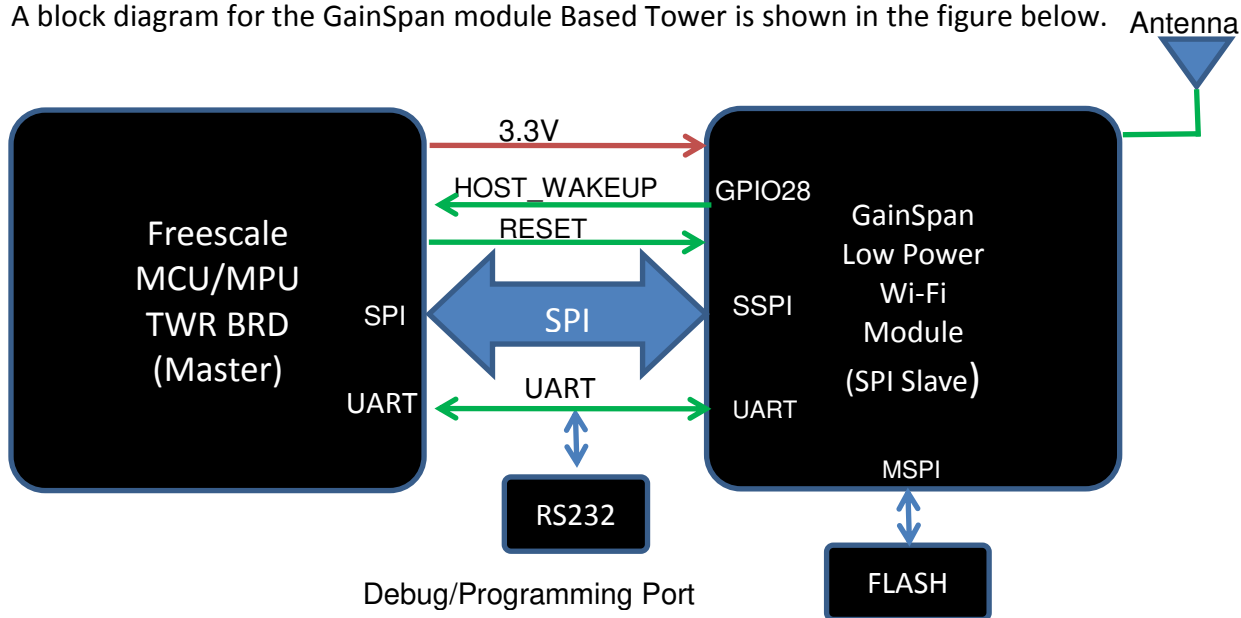 A block diagram for the GainSpan module Based Tower is shown in the figure below.
Antenna
3.3V
HOST_WAKEUP
GPIO28
RESET
Freescale
MCU/MPU
TWR BRD
(Master)
SPI
SPI
SSPI
GainSpan
Low Power
Wi-Fi
Module
(SPI Slave)
UART
UART
UART
MSPI
RS232
FLASH
Debug/Programming Port